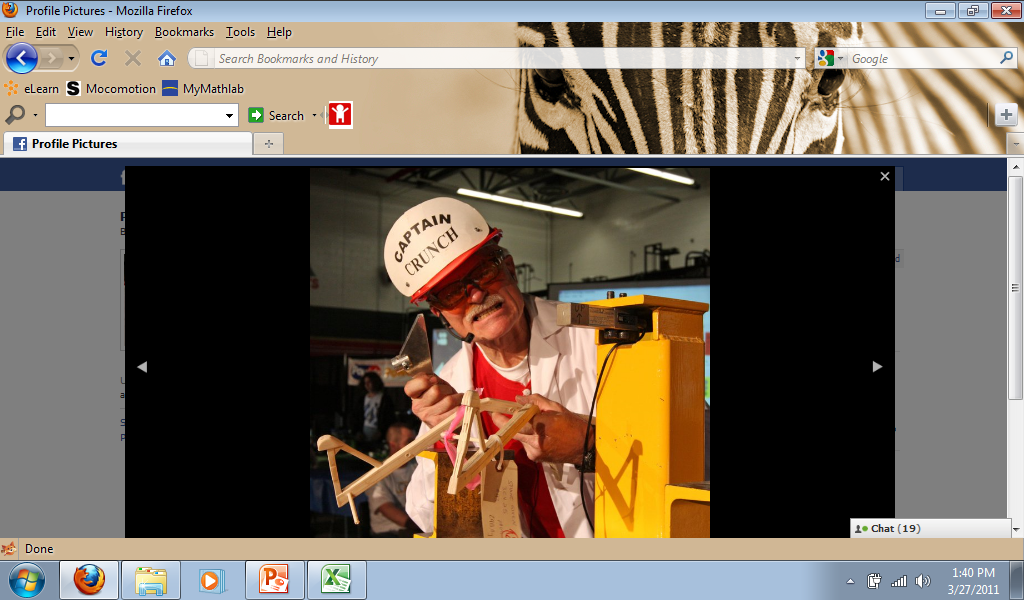 Profile Pictures - Mozilla Firefox
File Edit View History Bookmarks Tools Help
Search Bookmarks and History
Google
eLearn Mocomotion MyMathlab
Search
Profile Pictures
CAPTAIN
CRUNCH
Chat (19)
Done
1:40 PM
3/27/2011